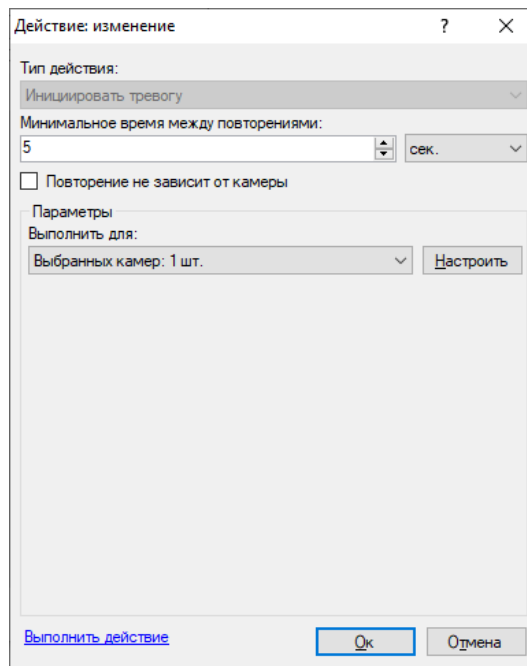 Действие: изменение
Тип действия:
Инициировать тревогу
Минимальное время между повторениями:
5 сек.
Повторение не зависит от камеры
Параметры
Выполнить для:
Выбранных камер: 1 шт. Настроить
Выполнить действие Ок Отмена